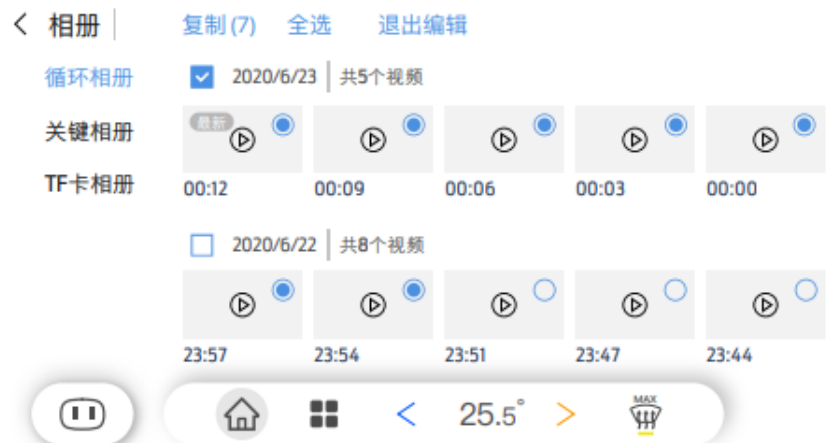 相册 复制(7) 全选 退出编辑
循环相册
关键相册
TF卡相册
2020/6/23 共5个视频
最新
00:12 00:09 00:06 00:03 00:00
2020/6/22 共8个视频
23:57 23:54 23:51 23:47 23:44
25.5° MAX